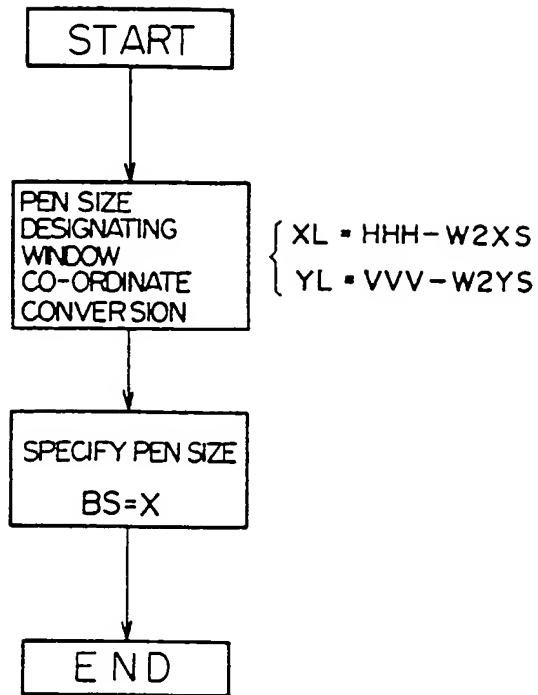 START
PEN SIZE
DESIGNATING
WINDOW
CO-ORDINATE
CONVERSION
XL = HHH-W2XS
YL = VVV-W2YS
SPECIFY PEN SIZE
BS=X
END